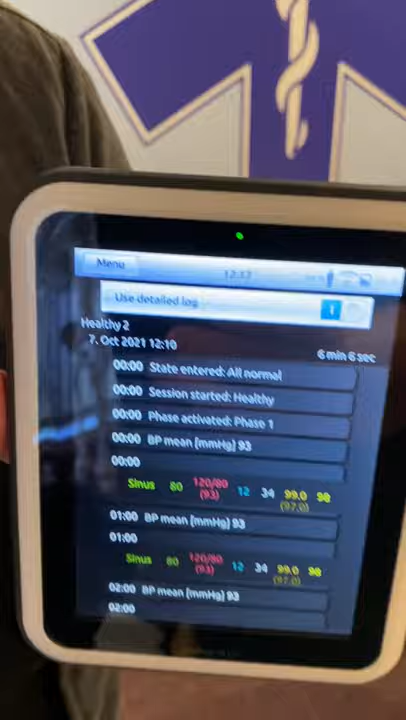 Menu
12:17
Use detailed log
Healthy 2
7. Oct 2021 12:10
6 min 6 sec
00:00 State entered: All normal
00:00 Session started: Healthy
00:00 Phase activated: Phase 1
00:00 BP mean [mmHg] 93
00:00
Sinus 80 120/80 12 34 99.0 98
(93) (97.0)
01:00 BP mean [mmHg] 93
01:00
Sinus 80 120/80 12 34 99.0 98
(93) (97.0)
02:00 BP mean [mmHg] 93
02:00